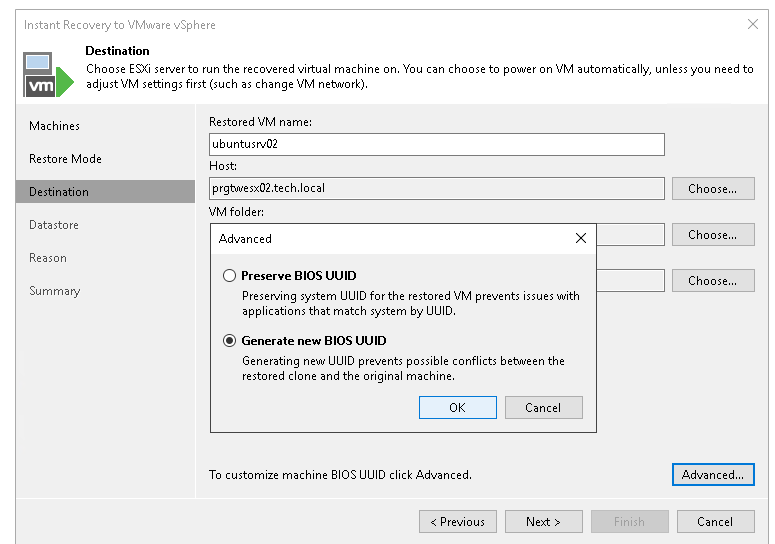 Instant Recovery to VMware vSphere
Destination
Choose ESXi server to run the recovered virtual machine on. You can choose to power on VM automatically, unless you need to
adjust VM settings first (such as change VM network).
vm
Machines
Restore Mode
Destination
Datastore
Reason
Summary
Restored VM name:
ubuntusrv02
Host:
prgtwesx02.tech.local
Choose...
VM folder:
Choose...
Choose...
Advanced
Preserve BIOS UUID
Preserving system UUID for the restored VM prevents issues with
applications that match system by UUID.
Generate new BIOS UUID
Generating new UUID prevents possible conflicts between the
restored clone and the original machine.
OK
Cancel
To customize machine BIOS UUID click Advanced.
Advanced...
< Previous
Next >
Finish
Cancel